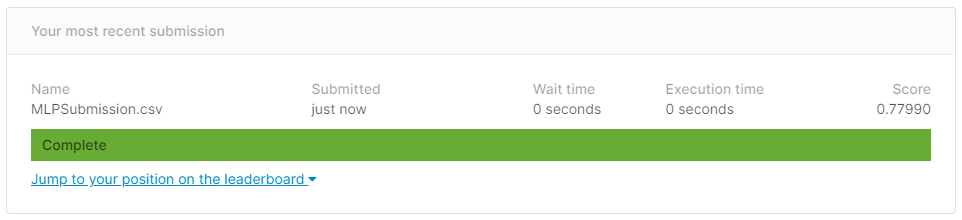 Your most recent submission
Name Submitted Wait time Execution time Score
MLPSubmission.csv just now 0 seconds 0 seconds 0.77990
Complete
Jump to your position on the leaderboard